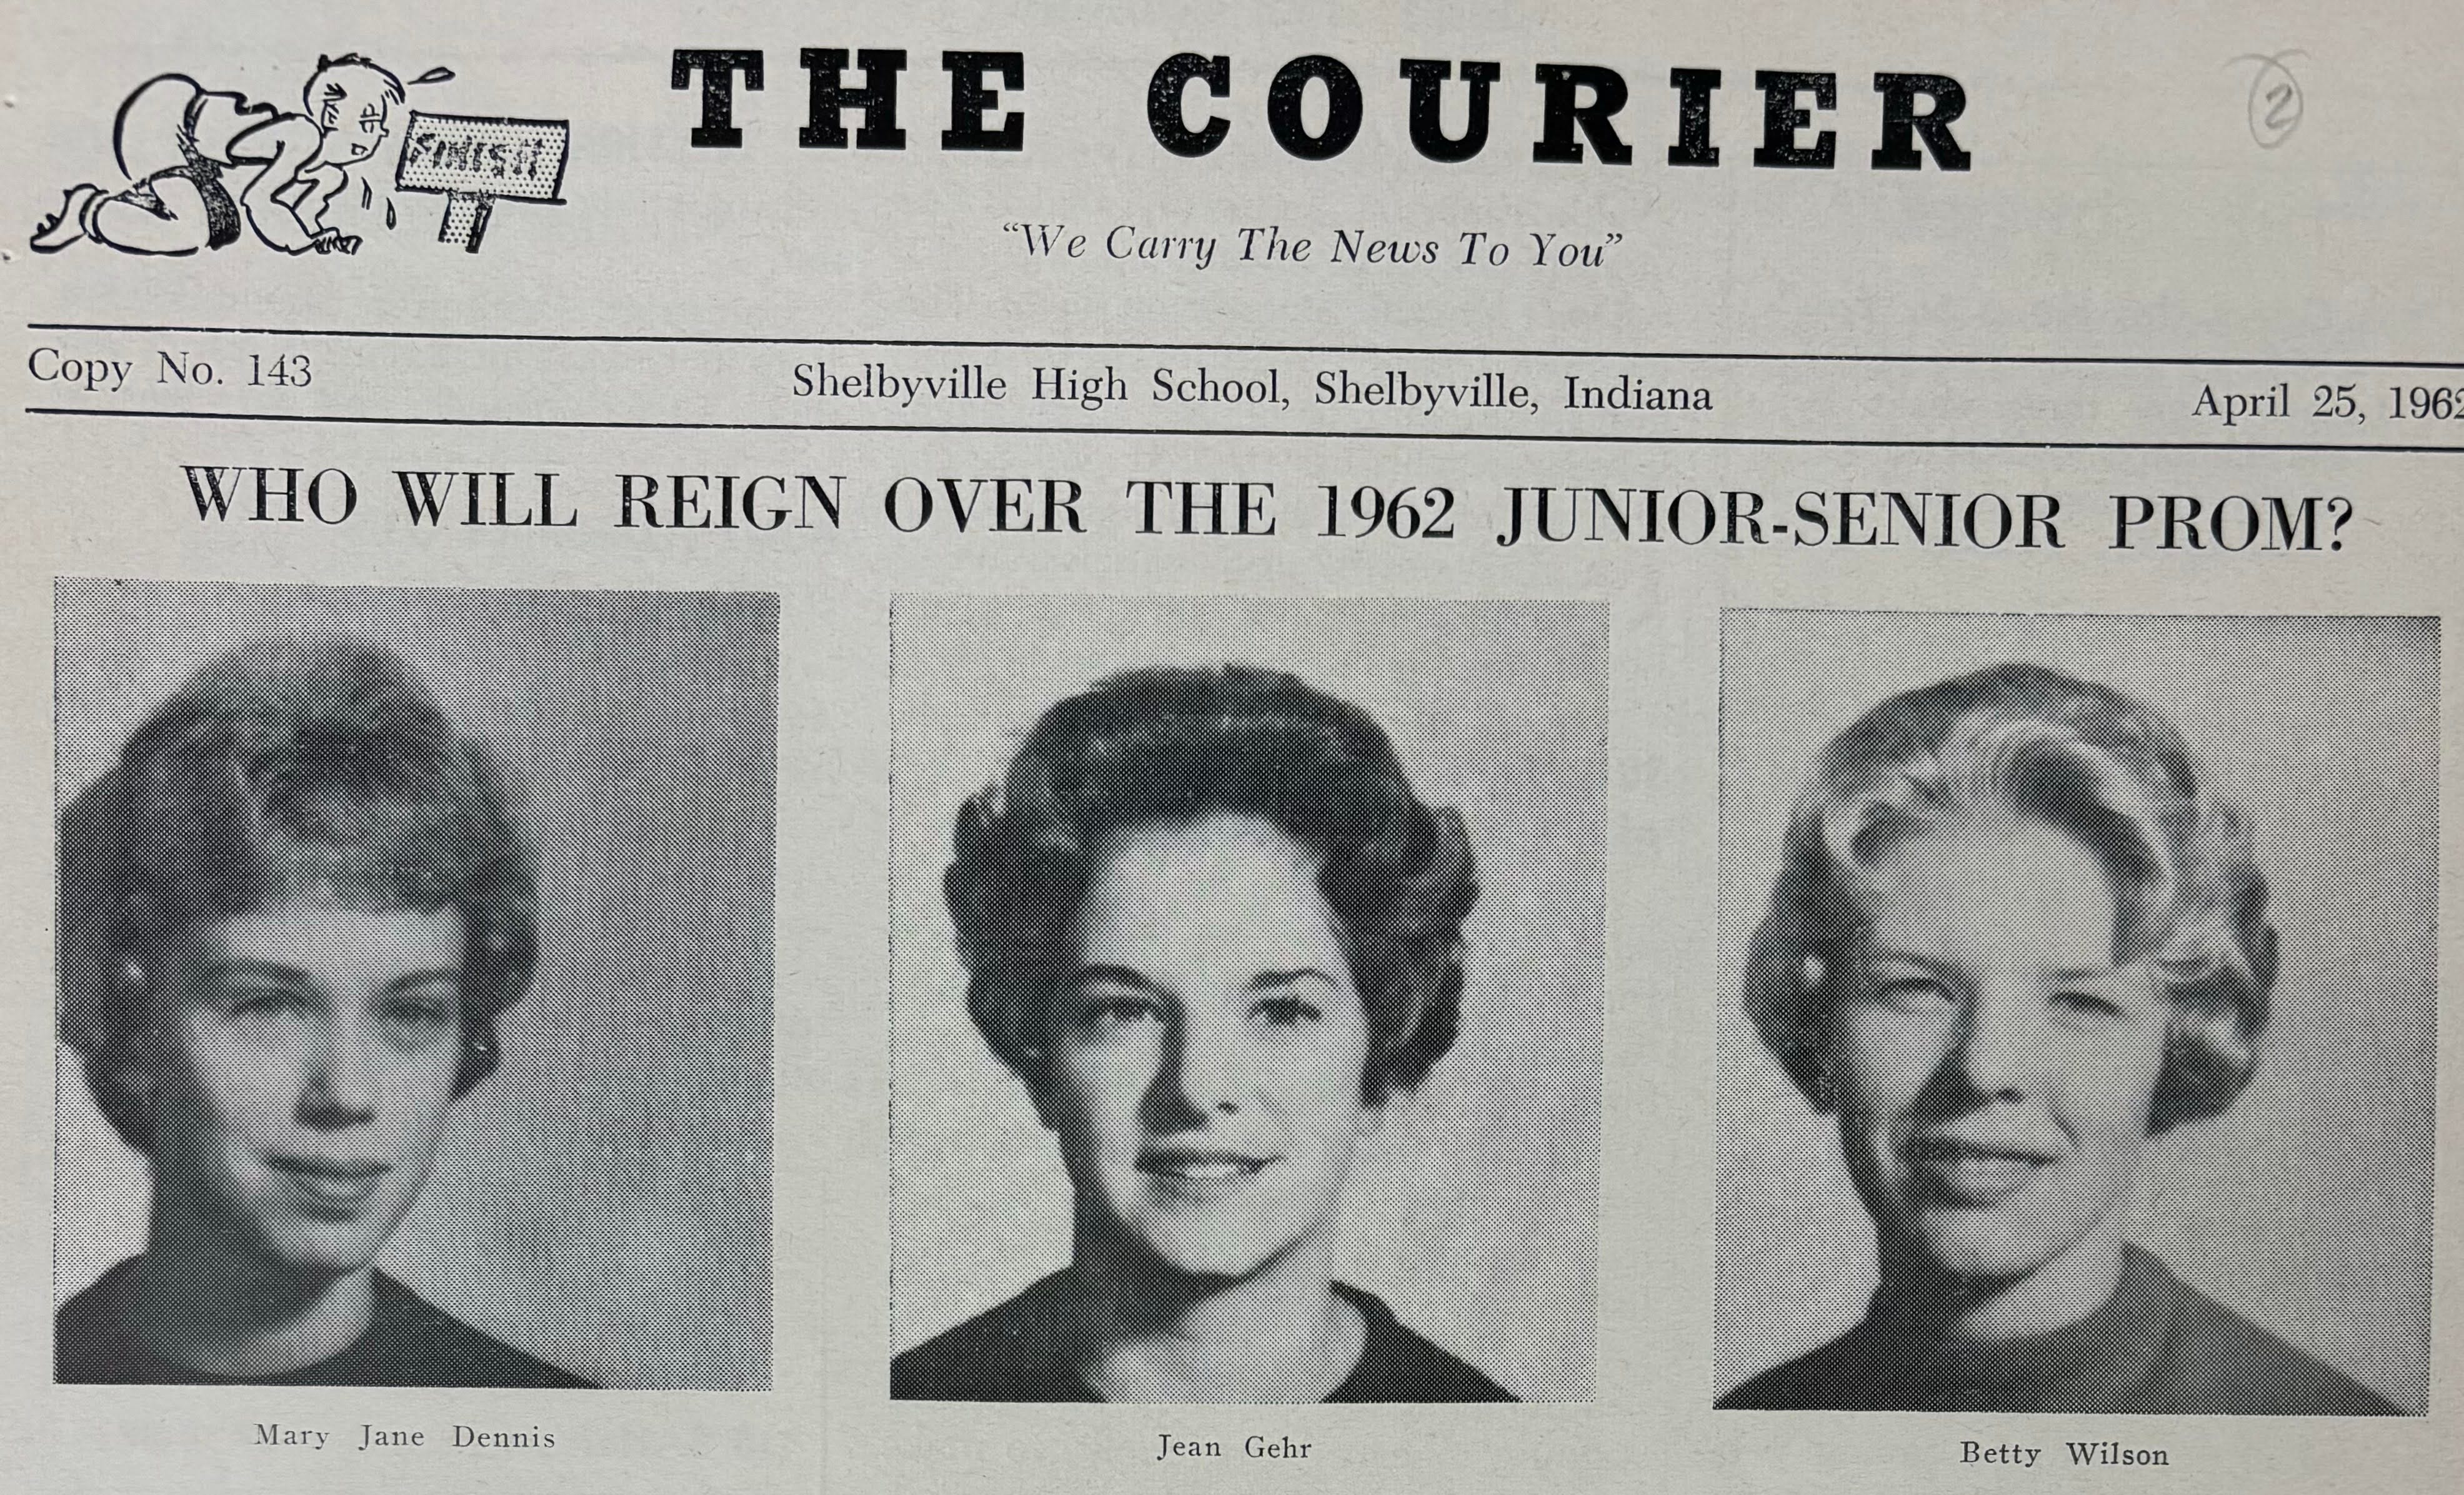 THE COURIER
2
FINISH
“We Carry The News To You”
Copy No. 143 Shelbyville High School, Shelbyville, Indiana April 25, 1962
WHO WILL REIGN OVER THE 1962 JUNIOR-SENIOR PROM?
Mary Jane Dennis Jean Gehr Betty Wilson